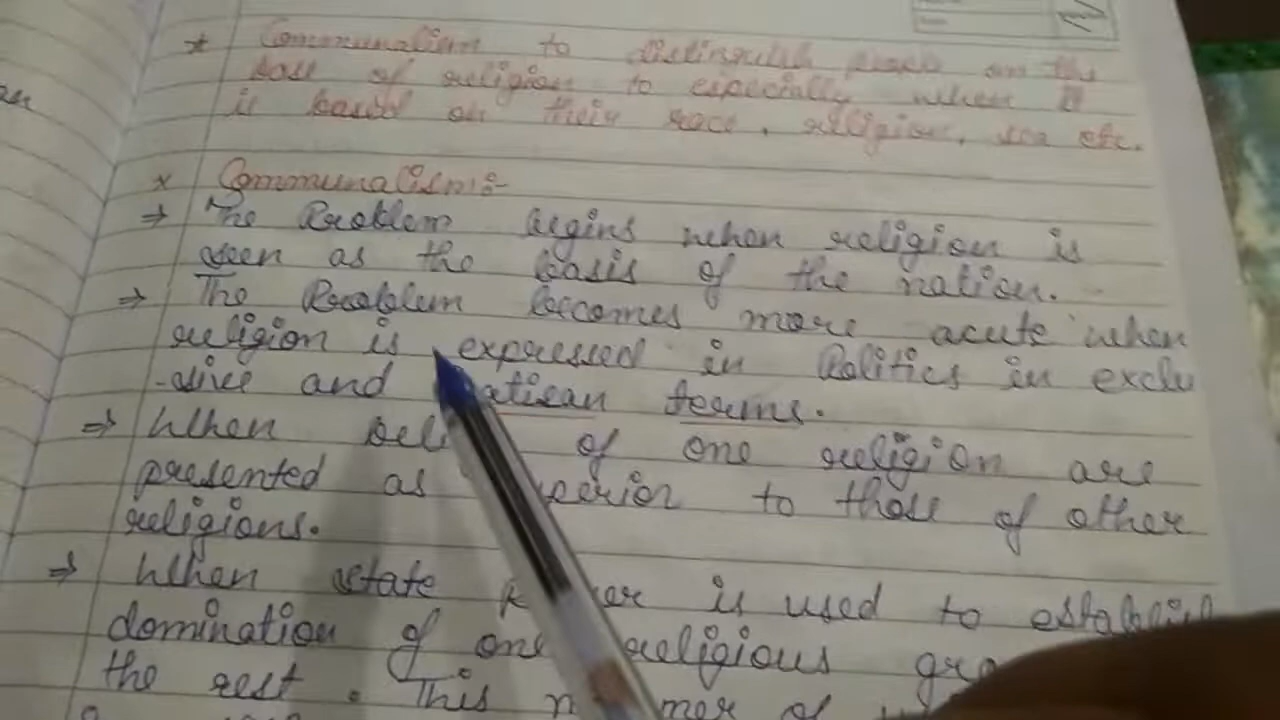 * Communalism to distinguish people on the
base of religion to especially when it
is based on their race, religion, sex etc.
* Communalism:-
⇒ The Problem begins when religion is
seen as the basis of the nation.
⇒ The Problem becomes more acute when
religion is expressed in Politics in exclu
-sive and terms.
⇒ When of one religion are
presented as to those of other
religions.
⇒ When state is used to establish
domination of one religious
the rest. This of